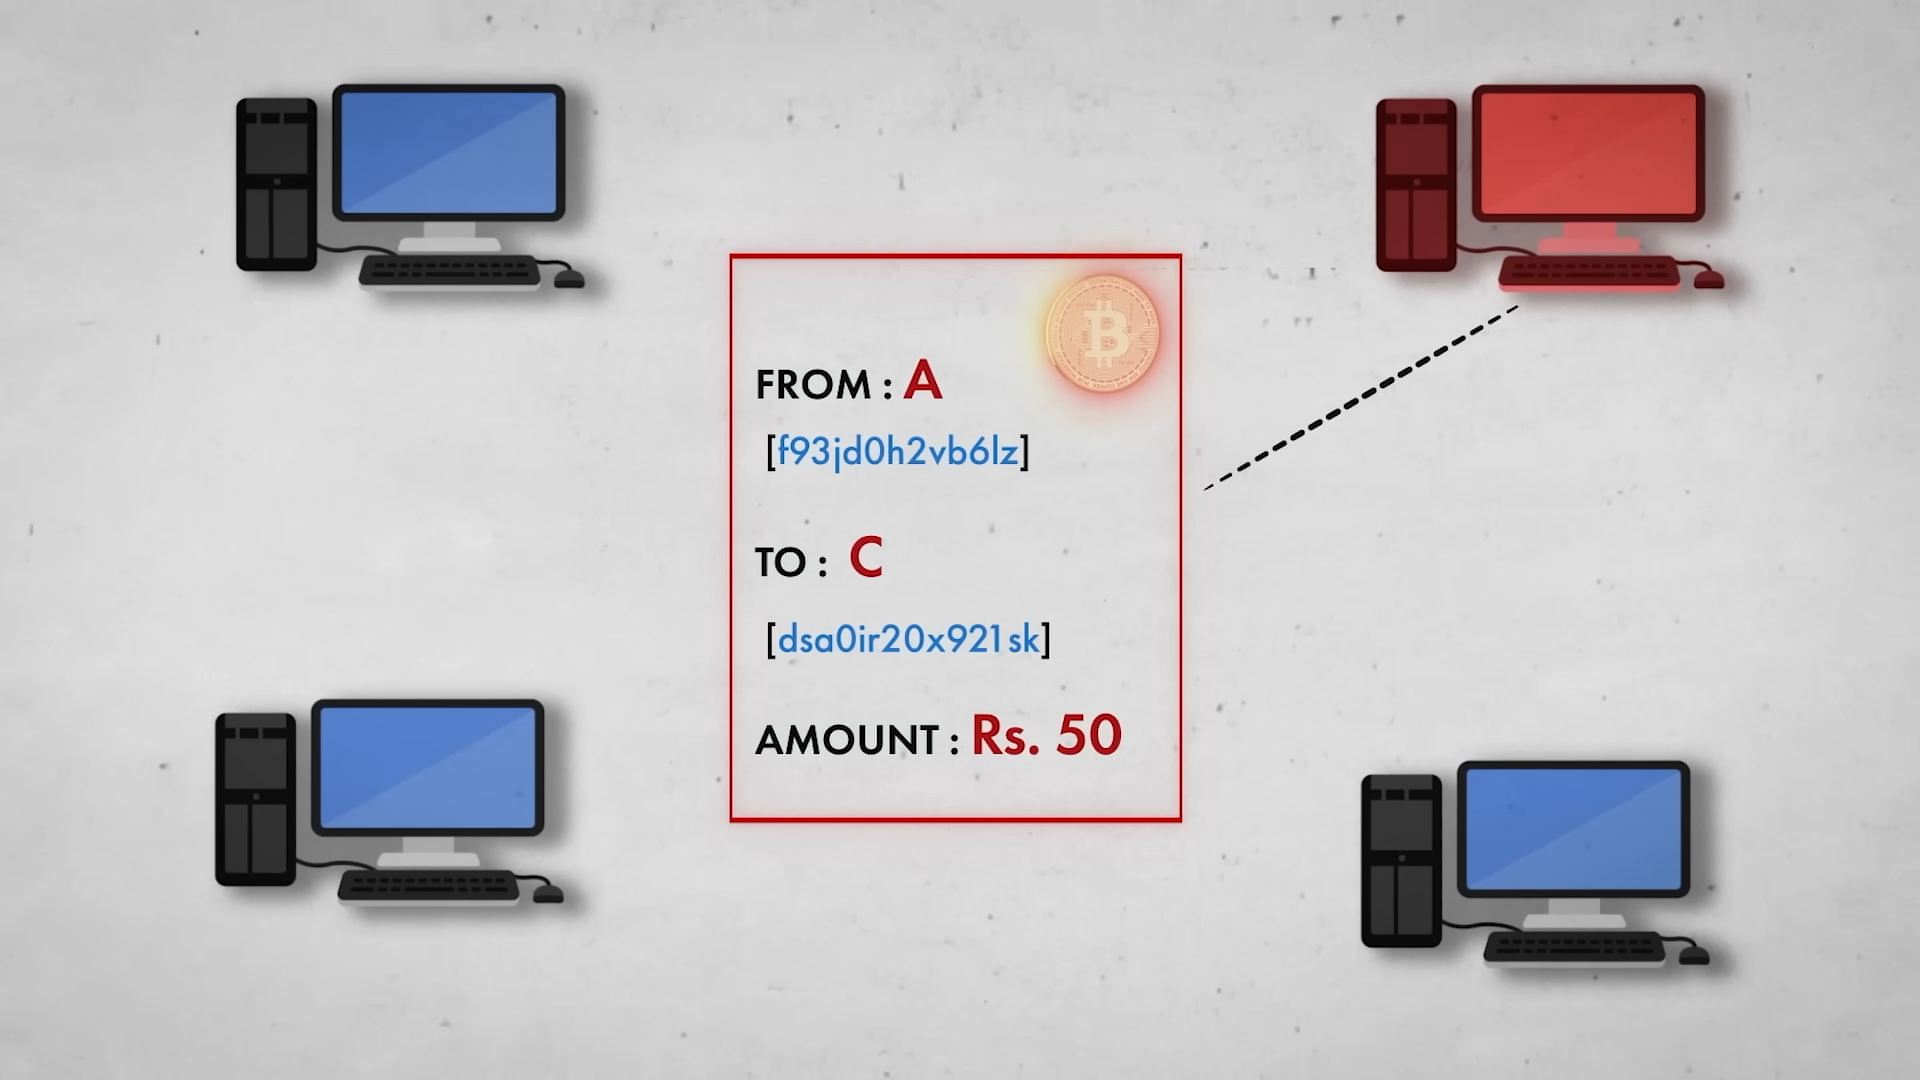 FROM : A
[f93jd0h2vb6lz]
TO : C
[dsa0ir20x921sk]
AMOUNT : Rs. 50